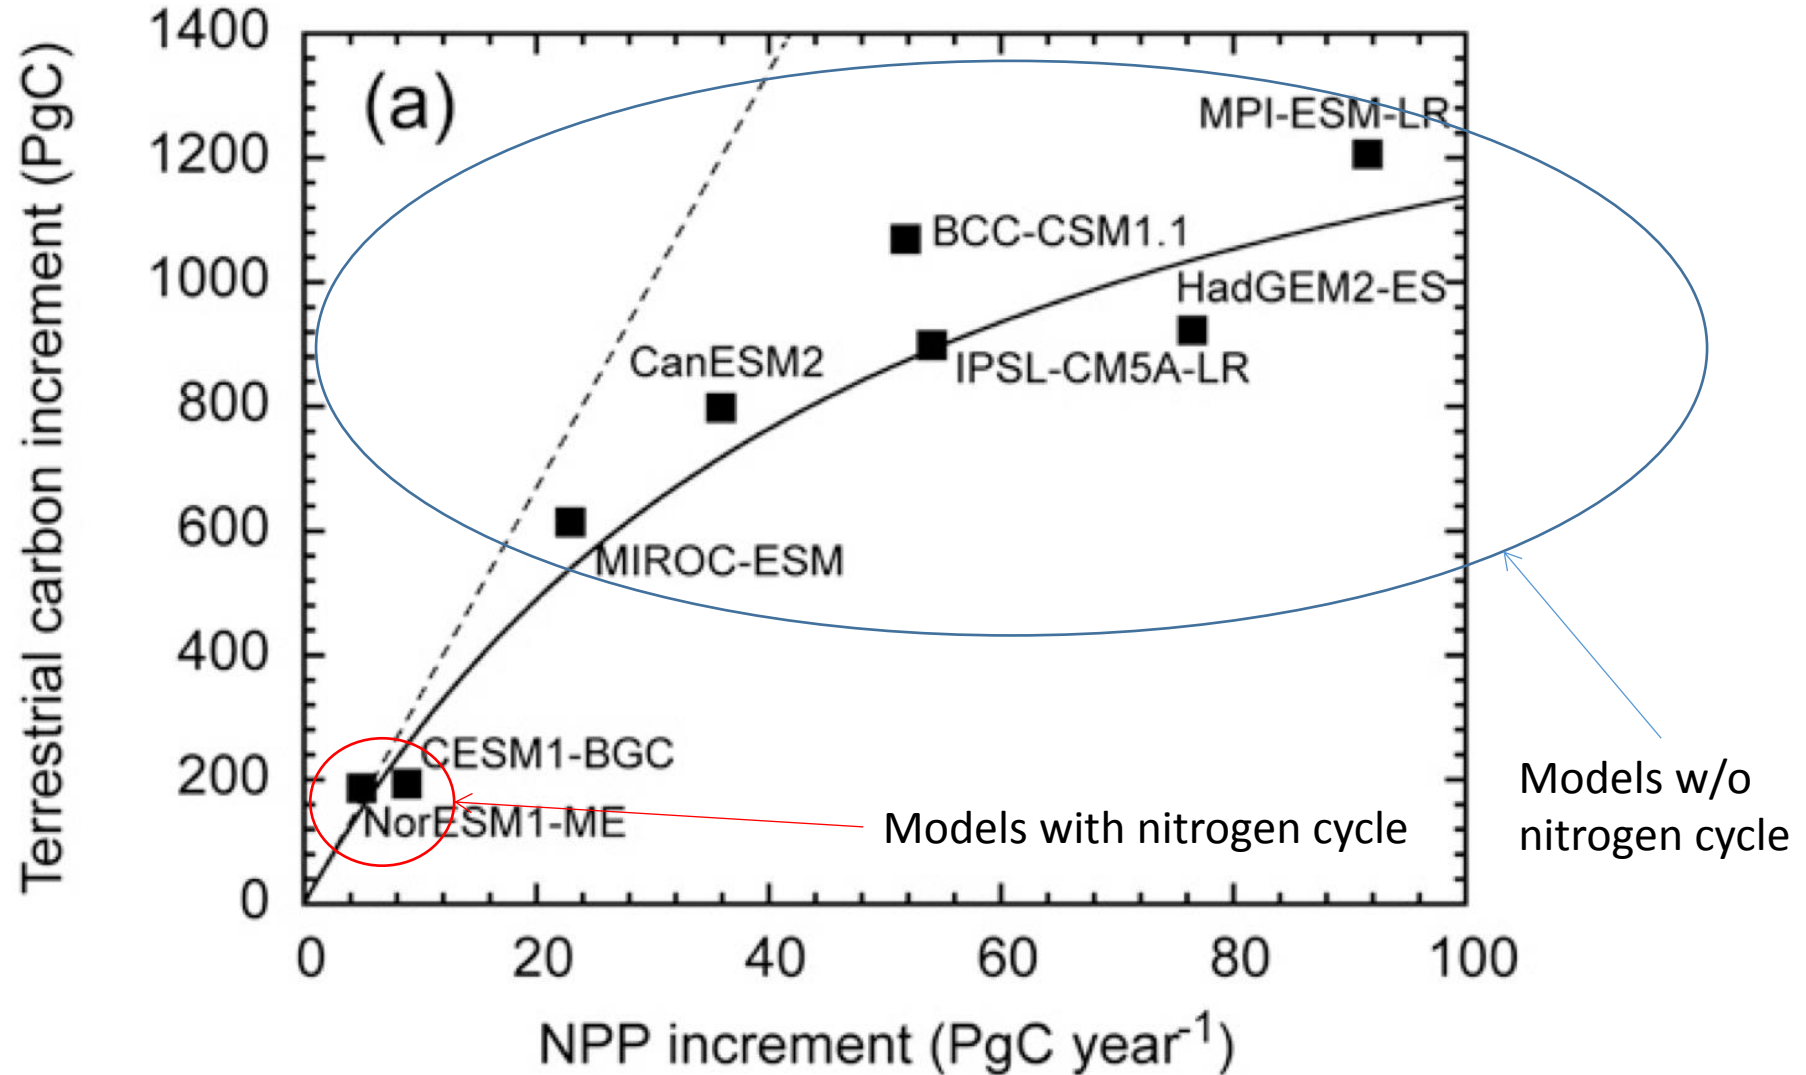 Terrestrial carbon increment (PgC)
1400
1200
1000
800
600
400
200
0
(a)
MPI-ESM-LR
BCC-CSM1.1
HadGEM2-ES
CanESM2
IPSL-CM5A-LR
MIROC-ESM
CESM1-BGC
NorESM1-ME
Models with nitrogen cycle
Models w/o
nitrogen cycle
0 20 40 60 80 100
NPP increment (PgC year⁻¹)